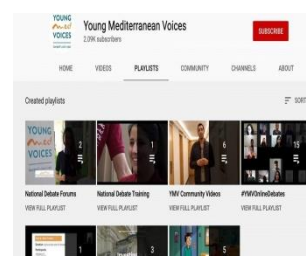 YOUNG
med
VOICES
Young Mediterranean Voices
2.09K subscribers
SUBSCRIBE
HOME VIDEOS PLAYLISTS COMMUNITY CHANNELS ABOUT
Created playlists
SORT
YOUNG
med
VOICES
2
1
6
15
National Debate Forums National Debate Training YMV Community Videos #YMVOnlineDebates
VIEW FULL PLAYLIST VIEW FULL PLAYLIST VIEW FULL PLAYLIST VIEW FULL PLAYLIST
1
3
5